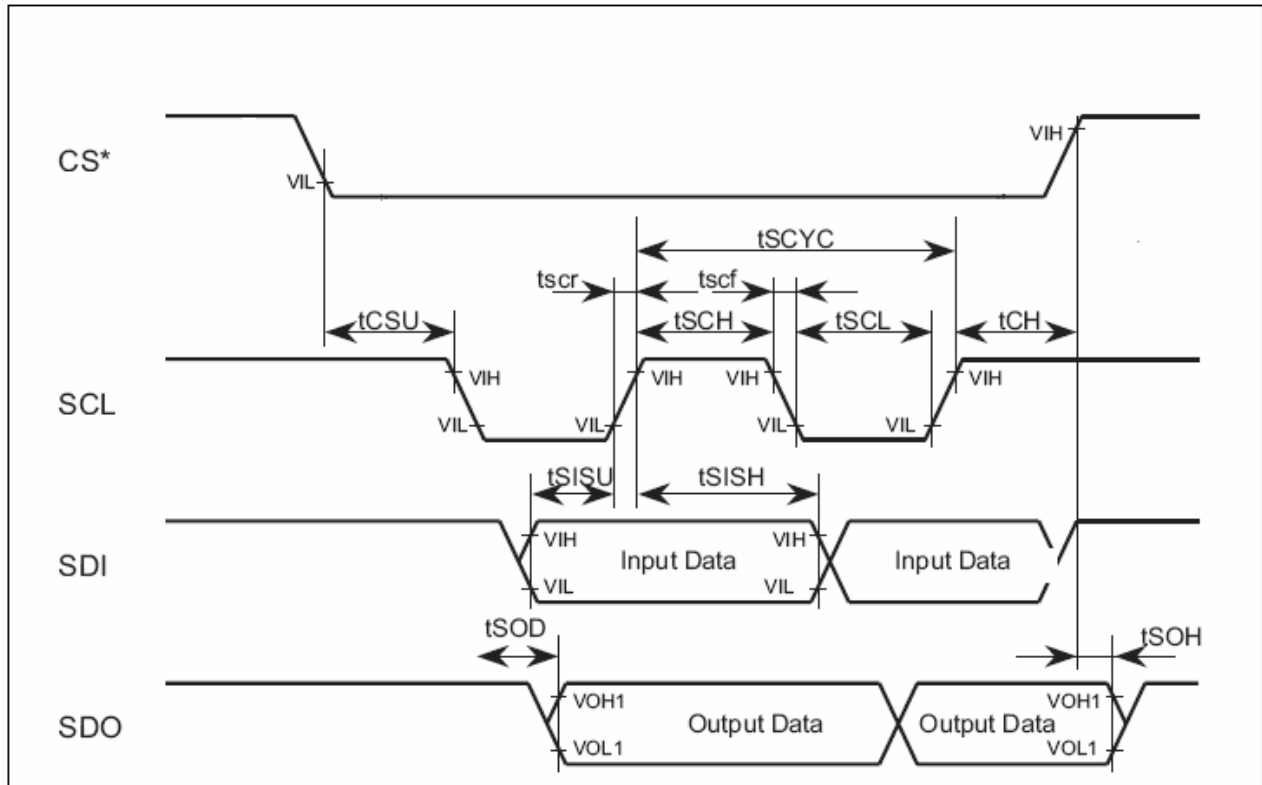 CS*
VIL
VIH
tSCYC
tscr
tscf
tCSU
tSCH
tSCL
tCH
SCL
VIH
VIL
VIL
VIH
VIH
VIL
VIL
VIH
tSISU
tSISH
SDI
VIH
VIL
Input Data
VIH
VIL
Input Data
tSOD
tSOH
SDO
VOH1
VOL1
Output Data
Output Data
VOH1
VOL1